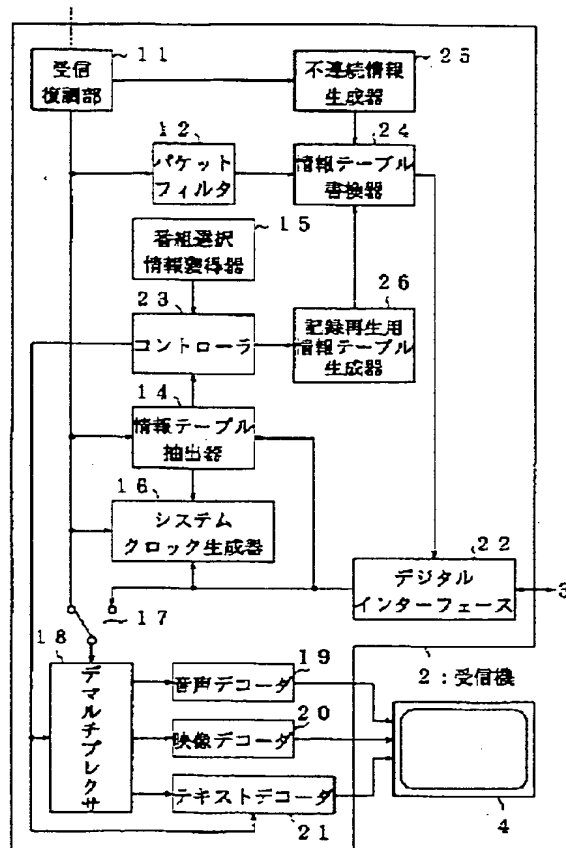 11
受信
復調部
25
不連続情報
生成器
12
パケット
フィルタ
24
情報テーブル
書換器
15
番組選択
情報獲得器
23
コントローラ
26
記録再生用
情報テーブル
生成器
14
情報テーブル
抽出器
16
システム
クロック生成器
22
デジタル
インターフェース
3
17
18
デマルチプレクサ
19
音声デコーダ
2:受信機
20
映像デコーダ
テキストデコーダ
21
4